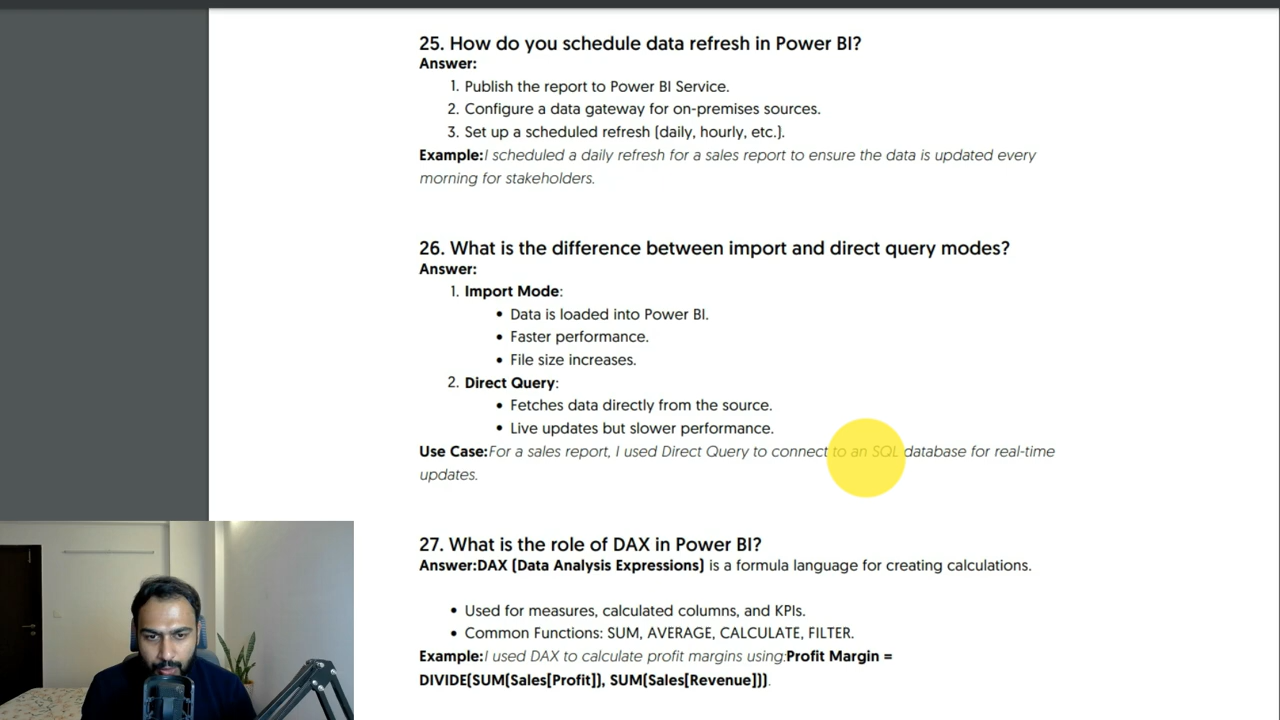 25. How do you schedule data refresh in Power BI?
Answer:
1. Publish the report to Power BI Service.
2. Configure a data gateway for on-premises sources.
3. Set up a scheduled refresh (daily, hourly, etc.).
Example:I scheduled a daily refresh for a sales report to ensure the data is updated every
morning for stakeholders.
26. What is the difference between import and direct query modes?
Answer:
1. Import Mode:
• Data is loaded into Power BI.
• Faster performance.
• File size increases.
2. Direct Query:
• Fetches data directly from the source.
• Live updates but slower performance.
Use Case:For a sales report, I used Direct Query to connect to an SQL database for real-time
updates.
27. What is the role of DAX in Power BI?
Answer:DAX (Data Analysis Expressions) is a formula language for creating calculations.
• Used for measures, calculated columns, and KPIs.
• Common Functions: SUM, AVERAGE, CALCULATE, FILTER.
Example:I used DAX to calculate profit margins using:Profit Margin =
DIVIDE(SUM(Sales[Profit]), SUM(Sales[Revenue])).